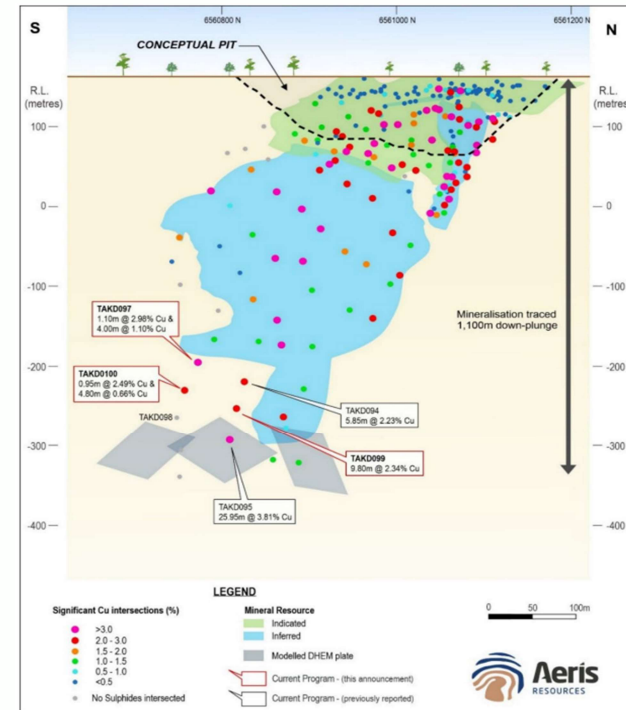 6560800 N
6561000 N
6561200 N
S
N
CONCEPTUAL PIT
R.L.
(metres)
R.L.
(metres)
100
100
0
0
-100
-100
-200
-200
-300
-300
-400
-400
Mineralisation traced
1,100m down-plunge
TAKD097
1.10m @ 2.98% Cu &
4.00m @ 1.10% Cu
TAKD0100
0.95m @ 2.49% Cu &
4.80m @ 0.66% Cu
TAKD098
TAKD094
5.85m @ 2.23% Cu
TAKD099
9.80m @ 2.34% Cu
TAKD095
25.95m @ 3.81% Cu
LEGEND
Significant Cu intersections (%)
>3.0
2.0 - 3.0
1.5 - 2.0
1.0 - 1.5
0.5 - 1.0
<0.5
No Sulphides intersected
Mineral Resource
Indicated
Inferred
Modelled DHEM plate
Current Program - (this announcement)
Current Program - (previously reported)
0 50 100m
Aeris
RESOURCES